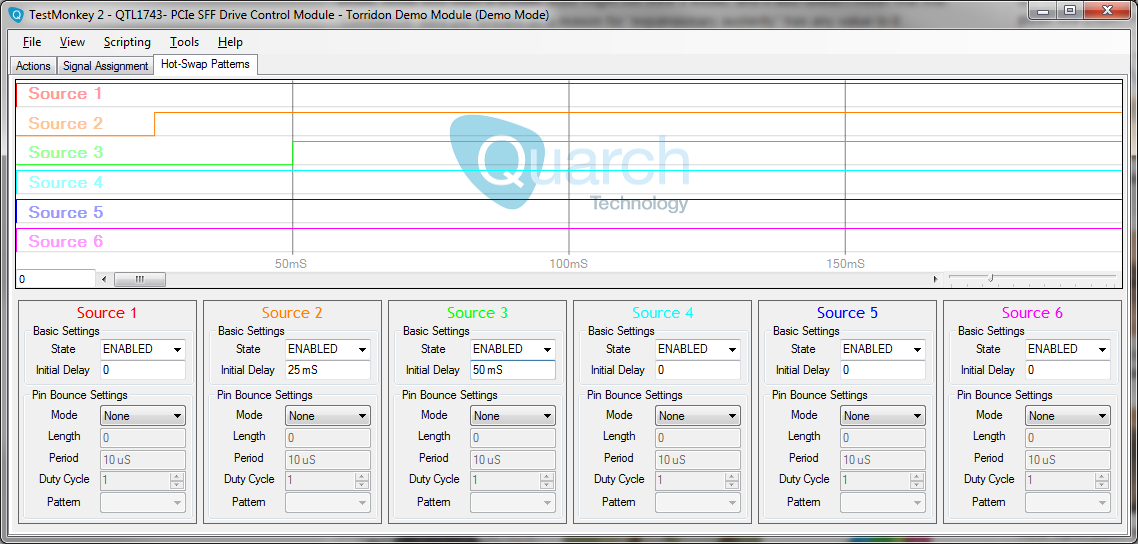 TestMonkey 2 - QTL1743- PCIe SFF Drive Control Module - Torridon Demo Module (Demo Mode)
File View Scripting Tools Help
Actions Signal Assignment Hot-Swap Patterns
Source 1
Source 2
Source 3
Source 4
Source 5
Source 6
Quarch
Technology
50mS 100mS 150mS
0
Source 1 Source 2 Source 3 Source 4 Source 5 Source 6
Basic Settings Basic Settings Basic Settings Basic Settings Basic Settings Basic Settings
State ENABLED State ENABLED State ENABLED State ENABLED State ENABLED State ENABLED
Initial Delay 0 Initial Delay 25 mS Initial Delay 50 mS Initial Delay 0 Initial Delay 0 Initial Delay 0
Pin Bounce Settings Pin Bounce Settings Pin Bounce Settings Pin Bounce Settings Pin Bounce Settings Pin Bounce Settings
Mode None Mode None Mode None Mode None Mode None Mode None
Length 0 Length 0 Length 0 Length 0 Length 0 Length 0
Period 10 uS Period 10 uS Period 10 uS Period 10 uS Period 10 uS Period 10 uS
Duty Cycle 1 Duty Cycle 1 Duty Cycle 1 Duty Cycle 1 Duty Cycle 1 Duty Cycle 1
Pattern Pattern Pattern Pattern Pattern Pattern